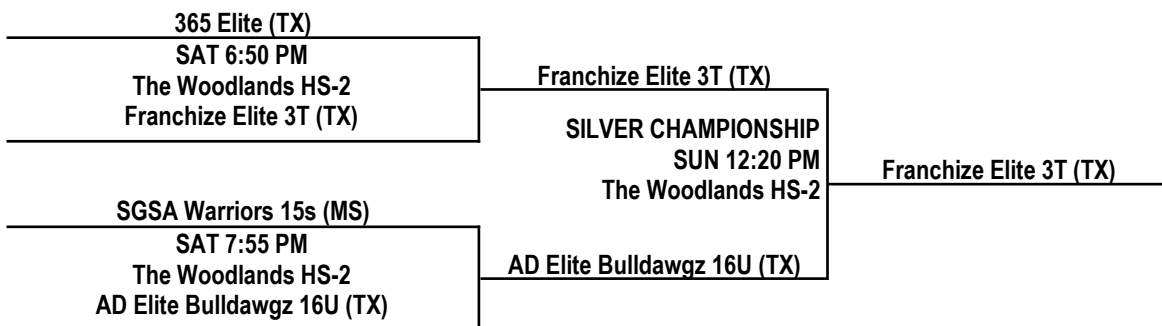 365 Elite (TX)
SAT 6:50 PM
The Woodlands HS-2
Franchize Elite 3T (TX)
Franchize Elite 3T (TX)
SILVER CHAMPIONSHIP
SUN 12:20 PM
The Woodlands HS-2
Franchize Elite 3T (TX)
SGSA Warriors 15s (MS)
SAT 7:55 PM
The Woodlands HS-2
AD Elite Bulldawgz 16U (TX)
AD Elite Bulldawgz 16U (TX)